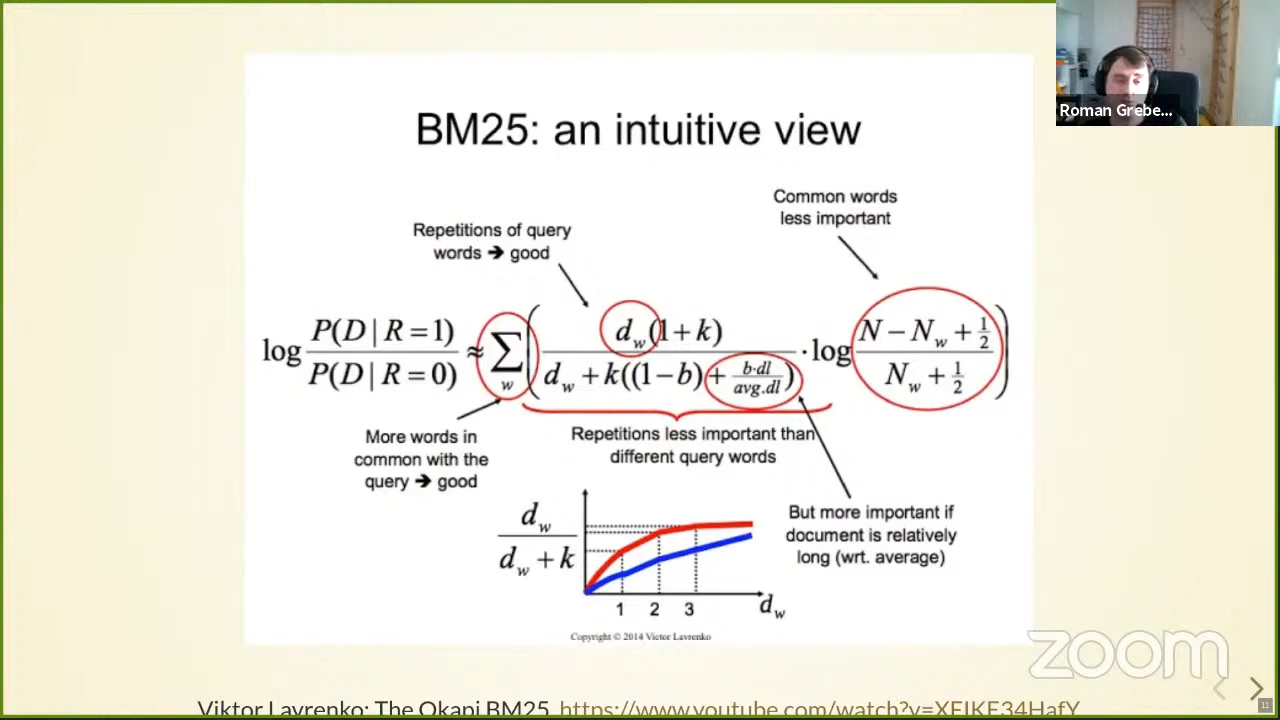 Roman Grebe...
BM25: an intuitive view
Common words
less important
Repetitions of query
words ➔ good
log P(D | R = 1) / P(D | R = 0) ≈ ∑_w ( d_w(1 + k) / d_w + k((1 − b) + b·dl / avg.dl) · log N − N_w + 1/2 / N_w + 1/2 )
More words in
common with the
query ➔ good
Repetitions less important than
different query words
But more important if
document is relatively
long (wrt. average)
d_w / d_w + k
1 2 3
d_w
Copyright © 2014 Victor Lavrenko
zoom
11
Viktor Lavrenko: The Okapi BM25, https://www.youtube.com/watch?v=XFIKE34HafY